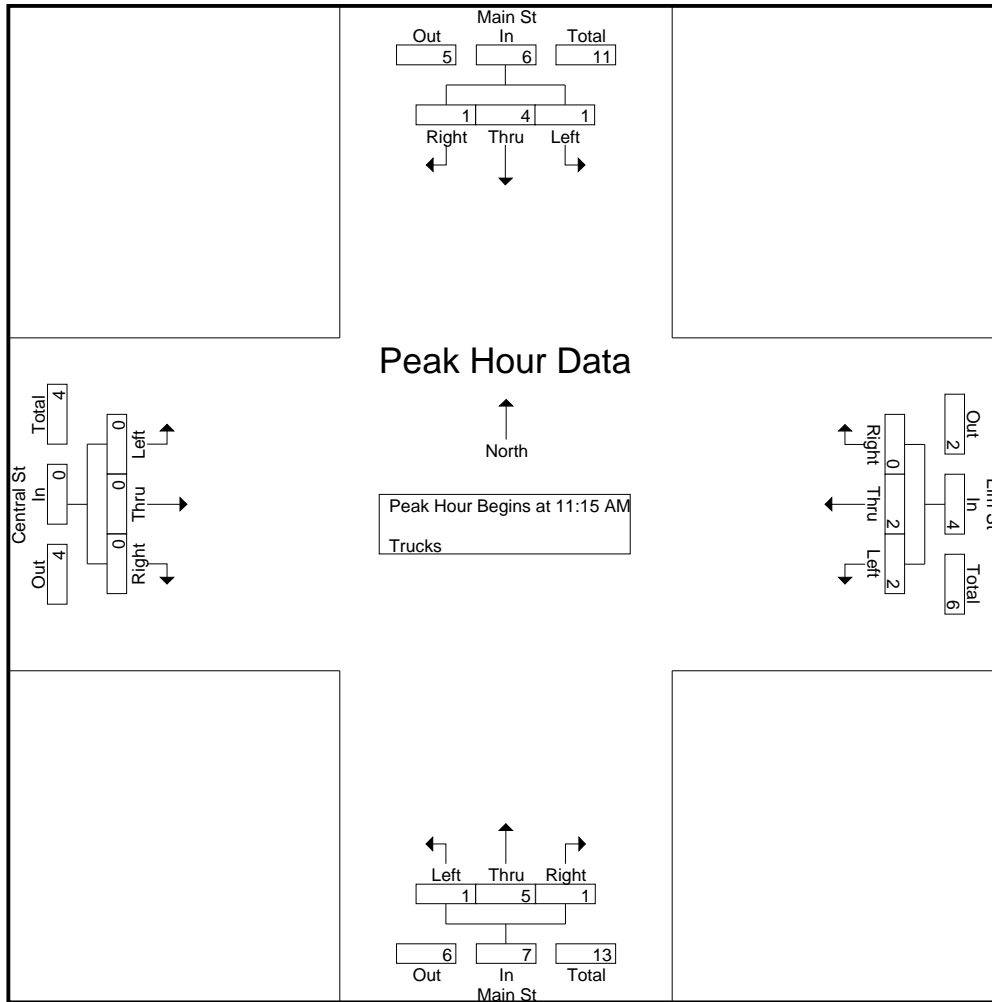 Main St
Out In Total
5 6 11
1 4 1
Right Thru Left
Peak Hour Data
North
Peak Hour Begins at 11:15 AM
Trucks
Central St
Total In Out
4 0 4
0 0 0
Left Thru Right
Out In Total
2 4 6
0 2 2
Right Thru Left
Left Thru Right
1 5 1
6 7 13
Out In Total
Main St